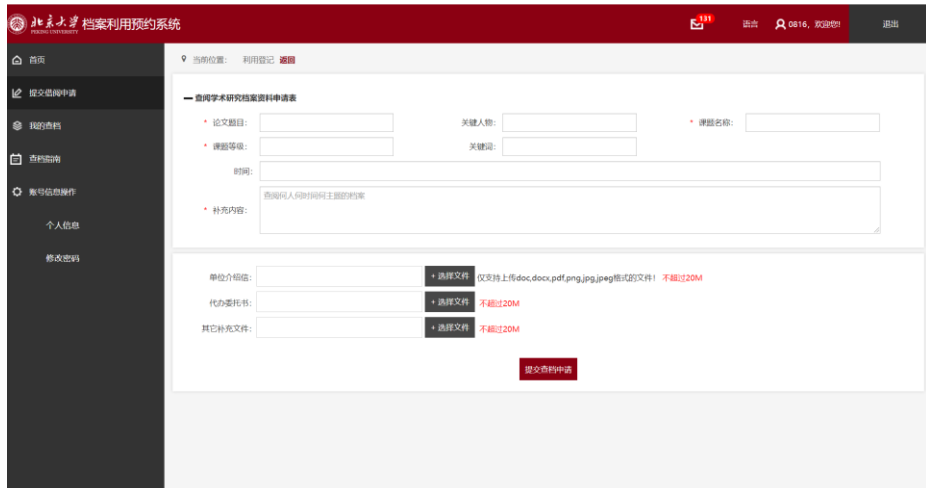 北京大学 档案利用预约系统 131 语言 0816，欢迎您!! 退出
PEKING UNIVERSITY
首页
提交借阅申请
我的查档
查档指南
账号信息操作
个人信息
修改密码
当前位置： 利用登记 返回
查阅学术研究档案资料申请表
* 论文题目： 关键人物： * 课题名称：
* 课题等级： 关键词：
时间：
* 补充内容： 查阅何人何时间何主题的档案
单位介绍信： + 选择文件 仅支持上传doc,docx,pdf,png,jpg,jpeg格式的文件！ 不超过20M
代办委托书： + 选择文件 不超过20M
其它补充文件： + 选择文件 不超过20M
提交查档申请